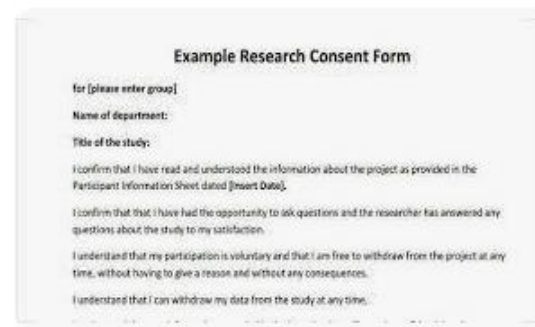 Example Research Consent Form
for [please enter group]
Name of department:
Title of the study:
I confirm that I have read and understood the information about the project as provided in the
Participant Information Sheet dated [Insert Date].
I confirm that that I have had the opportunity to ask questions and the researcher has answered any
questions about the study to my satisfaction.
I understand that my participation is voluntary and that I am free to withdraw from the project at any
time, without having to give a reason and without any consequences.
I understand that I can withdraw my data from the study at any time.